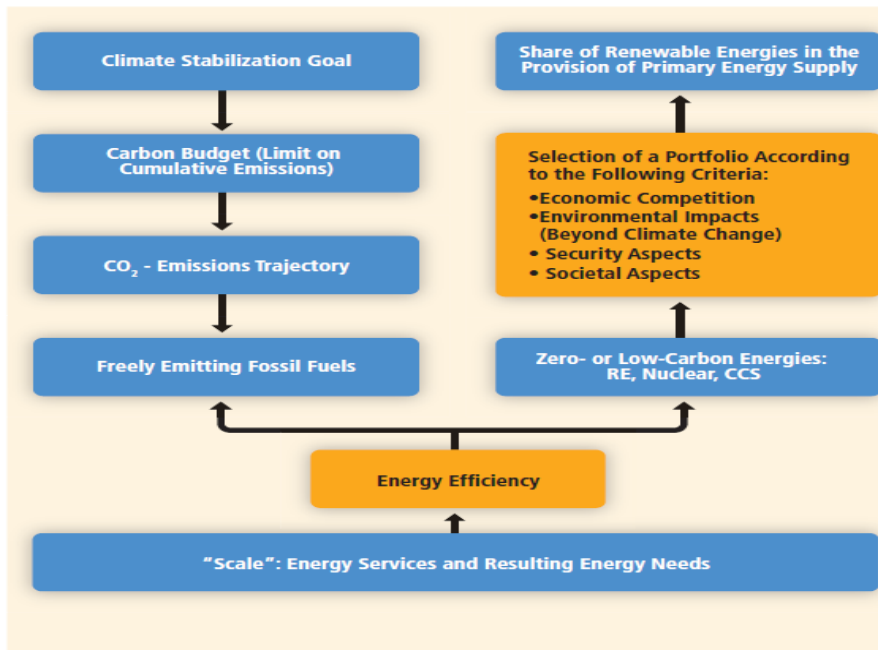 Climate Stabilization Goal
Carbon Budget (Limit on
Cumulative Emissions)
CO₂ - Emissions Trajectory
Freely Emitting Fossil Fuels
Share of Renewable Energies in the
Provision of Primary Energy Supply
Selection of a Portfolio According
to the Following Criteria:
•Economic Competition
•Environmental Impacts
(Beyond Climate Change)
• Security Aspects
• Societal Aspects
Zero- or Low-Carbon Energies:
RE, Nuclear, CCS
Energy Efficiency
“Scale”: Energy Services and Resulting Energy Needs